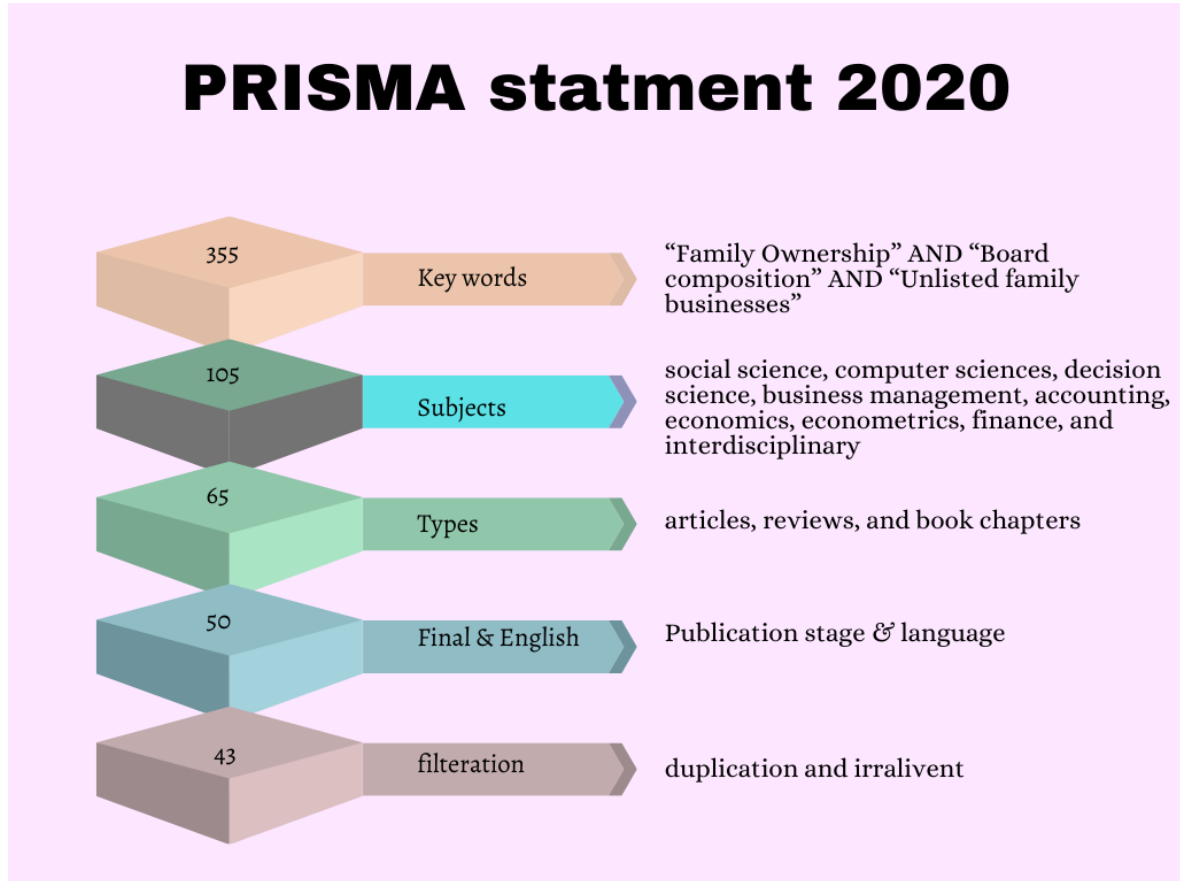 PRISMA statment 2020
355
Key words
“Family Ownership” AND “Board
composition” AND “Unlisted family
businesses”
105
Subjects
social science, computer sciences, decision
science, business management, accounting,
economics, econometrics, finance, and
interdisciplinary
65
Types
articles, reviews, and book chapters
50
Final & English
Publication stage & language
43
filteration
duplication and irralivent